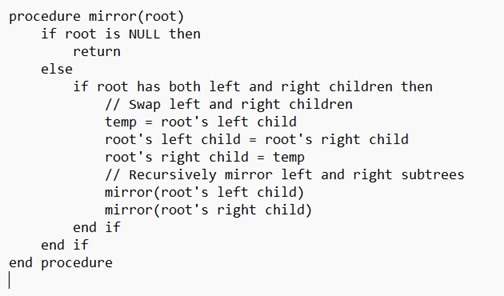 procedure mirror(root)
    if root is NULL then
        return
    else
        if root has both left and right children then
            // Swap left and right children
            temp = root's left child
            root's left child = root's right child
            root's right child = temp
            // Recursively mirror left and right subtrees
            mirror(root's left child)
            mirror(root's right child)
        end if
    end if
end procedure